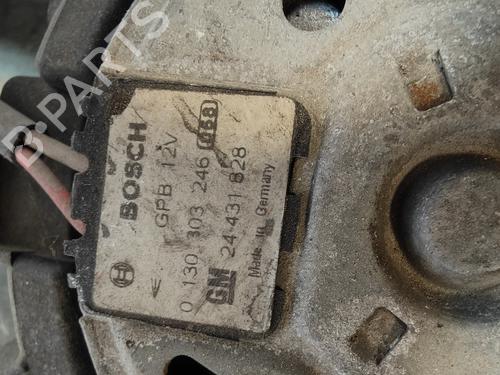 BOSCH
GPB 12V
0 130 303 246
GM 24 431 828
Made in Germany
B-PARTS